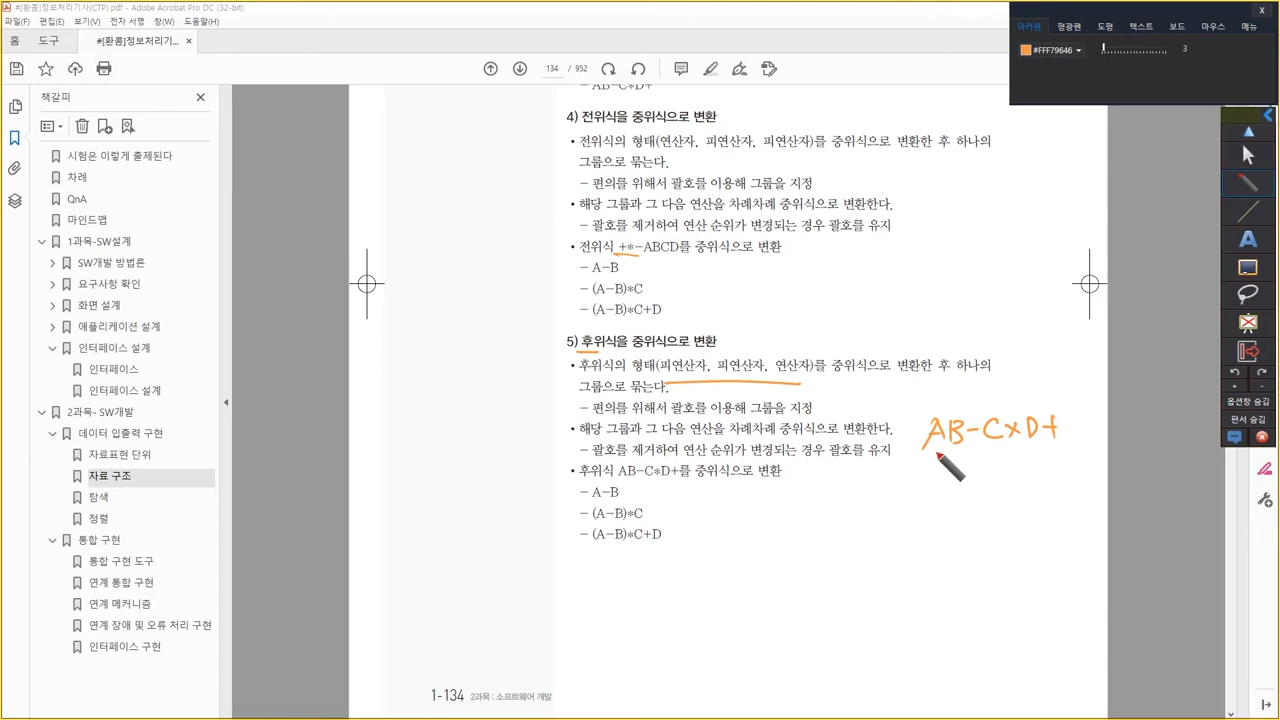 #[환콤]정보처리기사(CTP).pdf - Adobe Acrobat Pro DC (32-bit)
파일(F) 편집(E) 보기(V) 전자 서명 창(W) 도움말(H)
홈 도구 #[환콤]정보처리기... ×
134 / 952
책갈피
시험은 이렇게 출제된다
차례
QnA
마인드맵
1과목-SW설계
SW개발 방법론
요구사항 확인
화면 설계
애플리케이션 설계
인터페이스 설계
인터페이스
인터페이스 설계
2과목- SW개발
데이터 입출력 구현
자료표현 단위
자료 구조
탐색
정렬
통합 구현
통합 구현 도구
연계 통합 구현
연계 메커니즘
연계 장애 및 오류 처리 구현
인터페이스 구현
- AB-C*D+
4) 전위식을 중위식으로 변환
• 전위식의 형태(연산자, 피연산자, 피연산자)를 중위식으로 변환한 후 하나의
그룹으로 묶는다.
- 편의를 위해서 괄호를 이용해 그룹을 지정
• 해당 그룹과 그 다음 연산을 차례차례 중위식으로 변환한다.
- 괄호를 제거하여 연산 순위가 변경되는 경우 괄호를 유지
• 전위식 +*-ABCD를 중위식으로 변환
- A-B
- (A-B)*C
- (A-B)*C+D
5) 후위식을 중위식으로 변환
• 후위식의 형태(피연산자, 피연산자, 연산자)를 중위식으로 변환한 후 하나의
그룹으로 묶는다.
- 편의를 위해서 괄호를 이용해 그룹을 지정
• 해당 그룹과 그 다음 연산을 차례차례 중위식으로 변환한다.
- 괄호를 제거하여 연산 순위가 변경되는 경우 괄호를 유지
• 후위식 AB-C*D+를 중위식으로 변환
- A-B
- (A-B)*C
- (A-B)*C+D
AB-C×D+
1-134 2과목 : 소프트웨어 개발
X
마커펜 형광펜 도형 텍스트 보드 마우스 메뉴
#FFF79646 3
A
- +
옵션창 숨김
판서 숨김